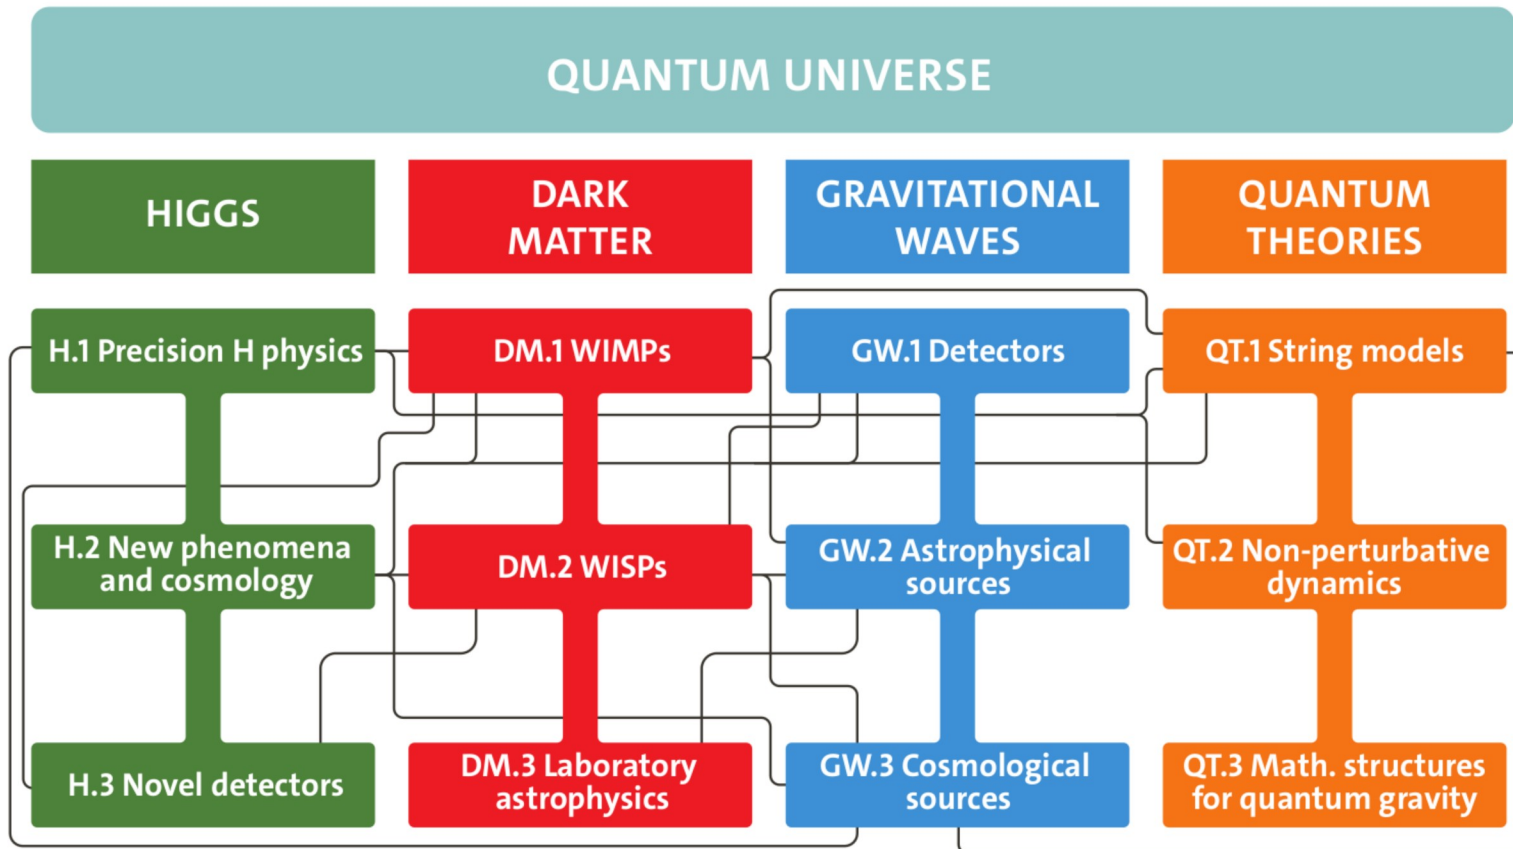 QUANTUM UNIVERSE
HIGGS
DARK
MATTER
GRAVITATIONAL
WAVES
QUANTUM
THEORIES
H.1 Precision H physics
DM.1 WIMPs
GW.1 Detectors
QT.1 String models
H.2 New phenomena
and cosmology
DM.2 WISPs
GW.2 Astrophysical
sources
QT.2 Non-perturbative
dynamics
H.3 Novel detectors
DM.3 Laboratory
astrophysics
GW.3 Cosmological
sources
QT.3 Math. structures
for quantum gravity